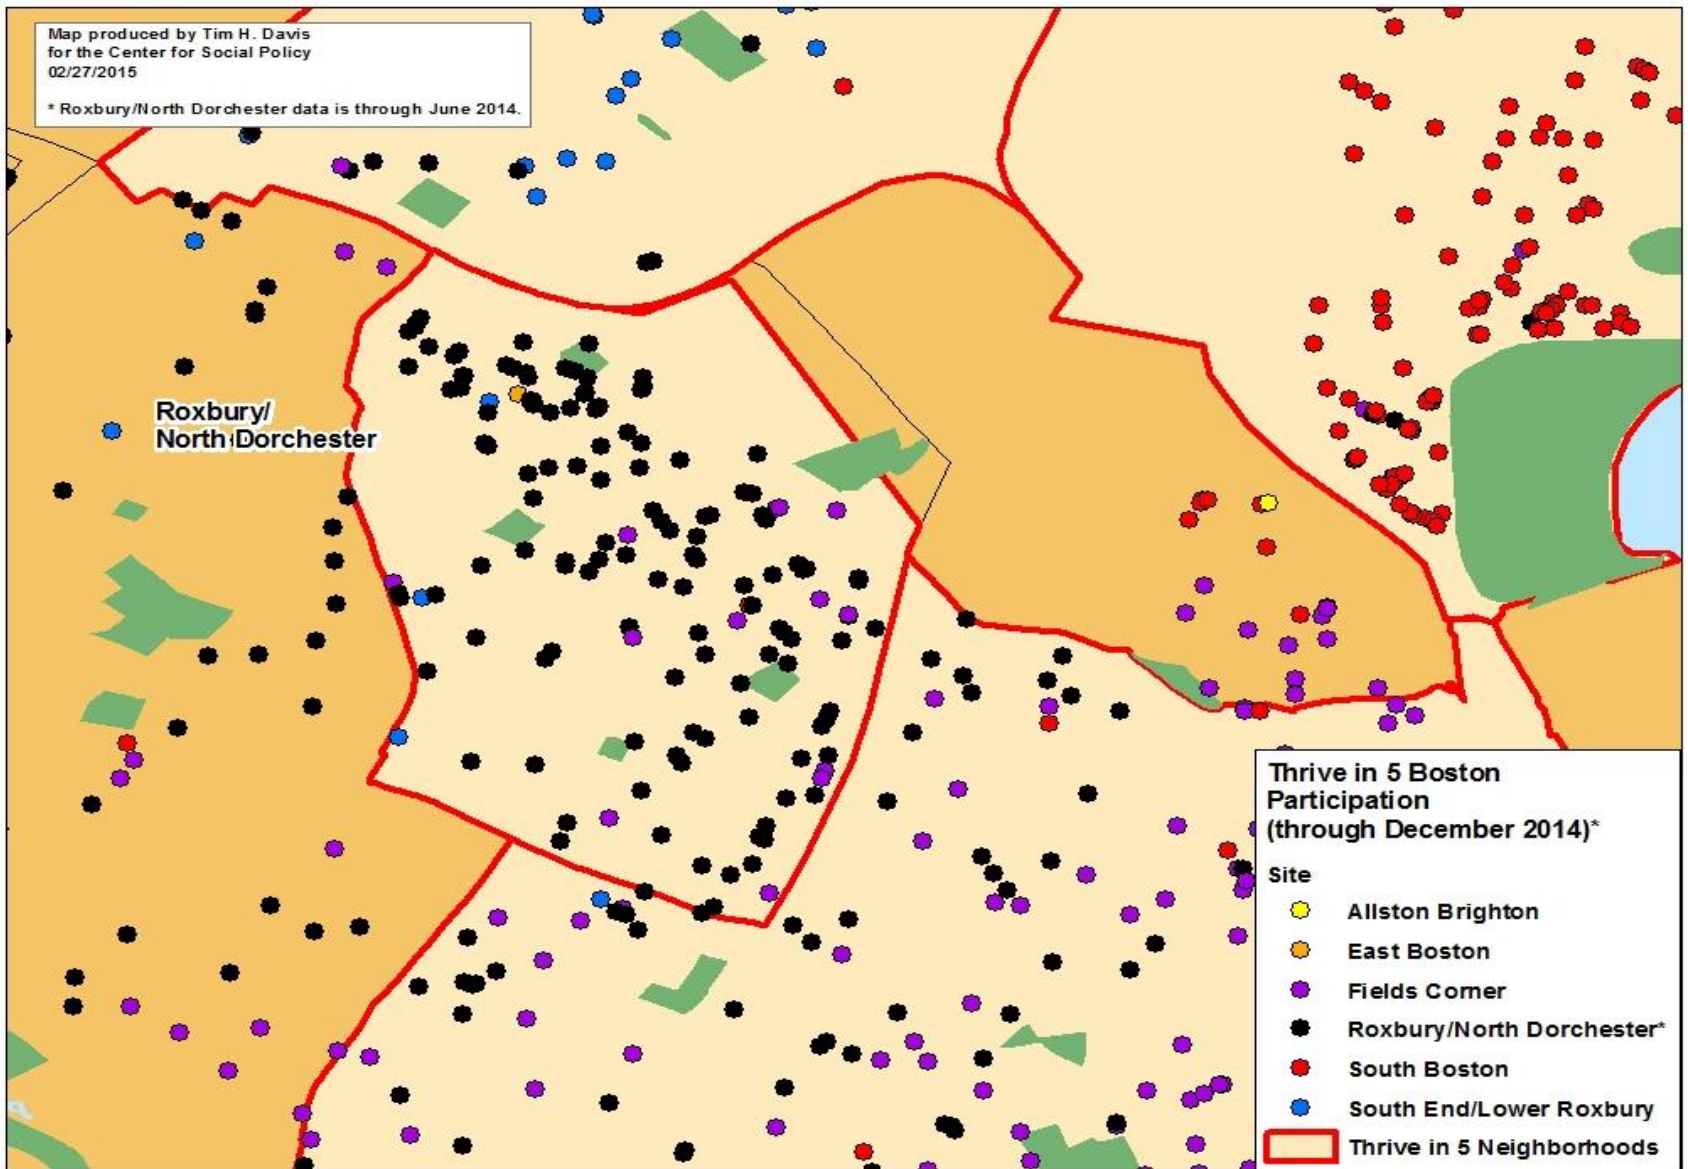 Map produced by Tim H. Davis
for the Center for Social Policy
02/27/2015
* Roxbury/North Dorchester data is through June 2014.
Roxbury/
North Dorchester
Thrive in 5 Boston
Participation
(through December 2014)*
Site
Allston Brighton
East Boston
Fields Corner
Roxbury/North Dorchester*
South Boston
South End/Lower Roxbury
Thrive in 5 Neighborhoods